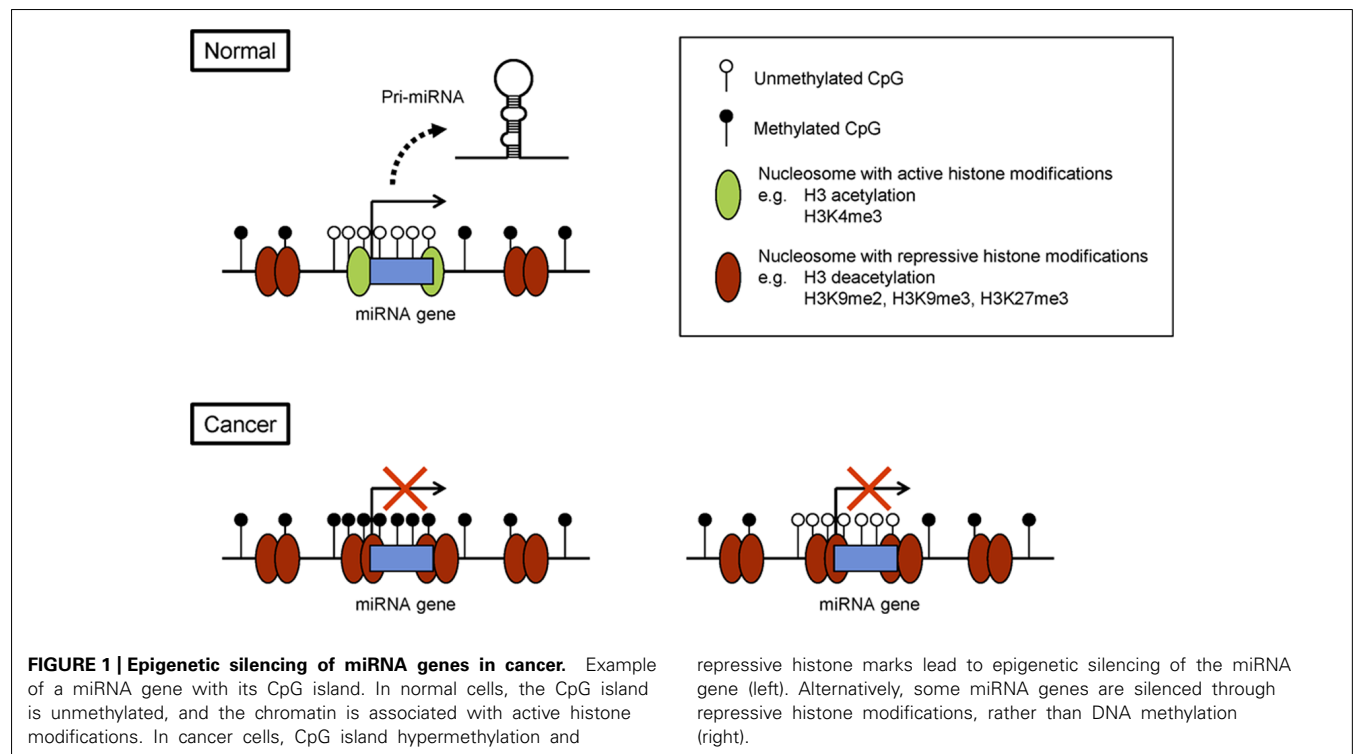 Normal
Pri-miRNA
miRNA gene
Unmethylated CpG
Methylated CpG
Nucleosome with active histone modifications
e.g. H3 acetylation
H3K4me3
Nucleosome with repressive histone modifications
e.g. H3 deacetylation
H3K9me2, H3K9me3, H3K27me3
Cancer
miRNA gene
miRNA gene
FIGURE 1 | Epigenetic silencing of miRNA genes in cancer. Example
of a miRNA gene with its CpG island. In normal cells, the CpG island
is unmethylated, and the chromatin is associated with active histone
modifications. In cancer cells, CpG island hypermethylation and
repressive histone marks lead to epigenetic silencing of the miRNA
gene (left). Alternatively, some miRNA genes are silenced through
repressive histone modifications, rather than DNA methylation
(right).